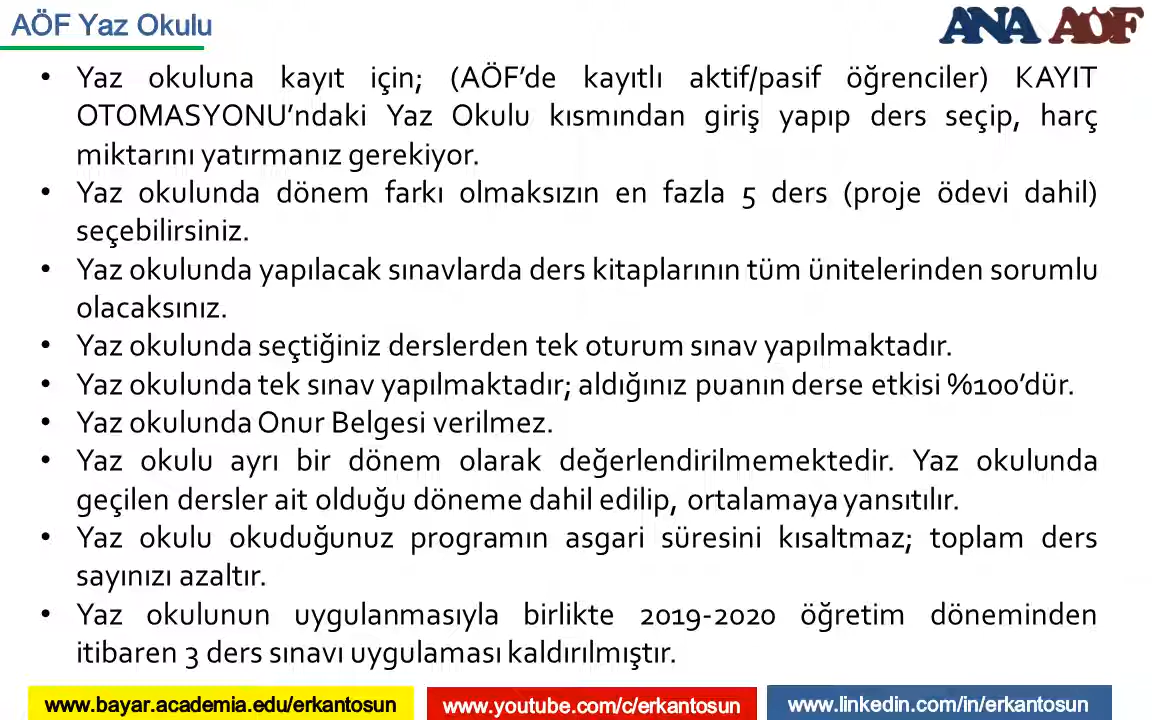 AÖF Yaz Okulu
ANA AÖF
• Yaz okuluna kayıt için; (AÖF’de kayıtlı aktif/pasif öğrenciler) KAYIT
OTOMASYONU’ndaki Yaz Okulu kısmından giriş yapıp ders seçip, harç
miktarını yatırmanız gerekiyor.
• Yaz okulunda dönem farkı olmaksızın en fazla 5 ders (proje ödevi dahil)
seçebilirsiniz.
• Yaz okulunda yapılacak sınavlarda ders kitaplarının tüm ünitelerinden sorumlu
olacaksınız.
• Yaz okulunda seçtiğiniz derslerden tek oturum sınav yapılmaktadır.
• Yaz okulunda tek sınav yapılmaktadır; aldığınız puanın derse etkisi %100’dür.
• Yaz okulunda Onur Belgesi verilmez.
• Yaz okulu ayrı bir dönem olarak değerlendirilmemektedir. Yaz okulunda
geçilen dersler ait olduğu döneme dahil edilip, ortalamaya yansıtılır.
• Yaz okulu okuduğunuz programın asgari süresini kısaltmaz; toplam ders
sayınızı azaltır.
• Yaz okulunun uygulanmasıyla birlikte 2019-2020 öğretim döneminden
itibaren 3 ders sınavı uygulaması kaldırılmıştır.
www.bayar.academia.edu/erkantosun
www.youtube.com/c/erkantosun
www.linkedin.com/in/erkantosun